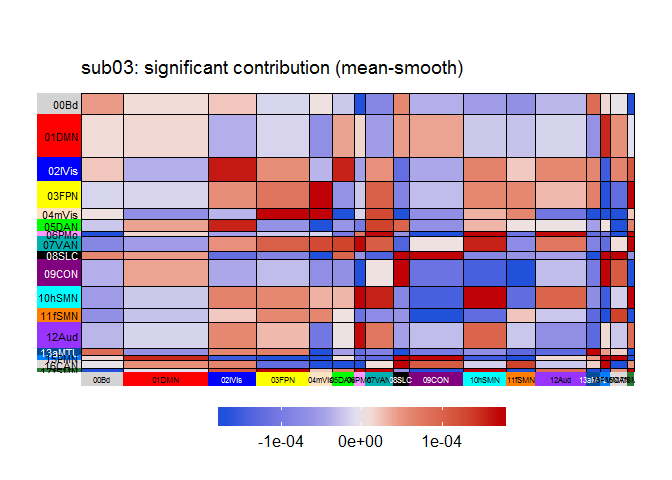 sub03: significant contribution (mean-smooth)
00Bd
01DMN
02lVis
03FPN
04mVis
05DAN
06PMo
07VAN
08SLC
09CON
10hSMN
11fSMN
12Aud
13aMTL
16CAN
00Bd 01DMN 02lVis 03FPN 04mVis 05DAN 07VAN 08SLC 09CON 10hSMN 11fSMN 12Aud
-1e-04 0e+00 1e-04